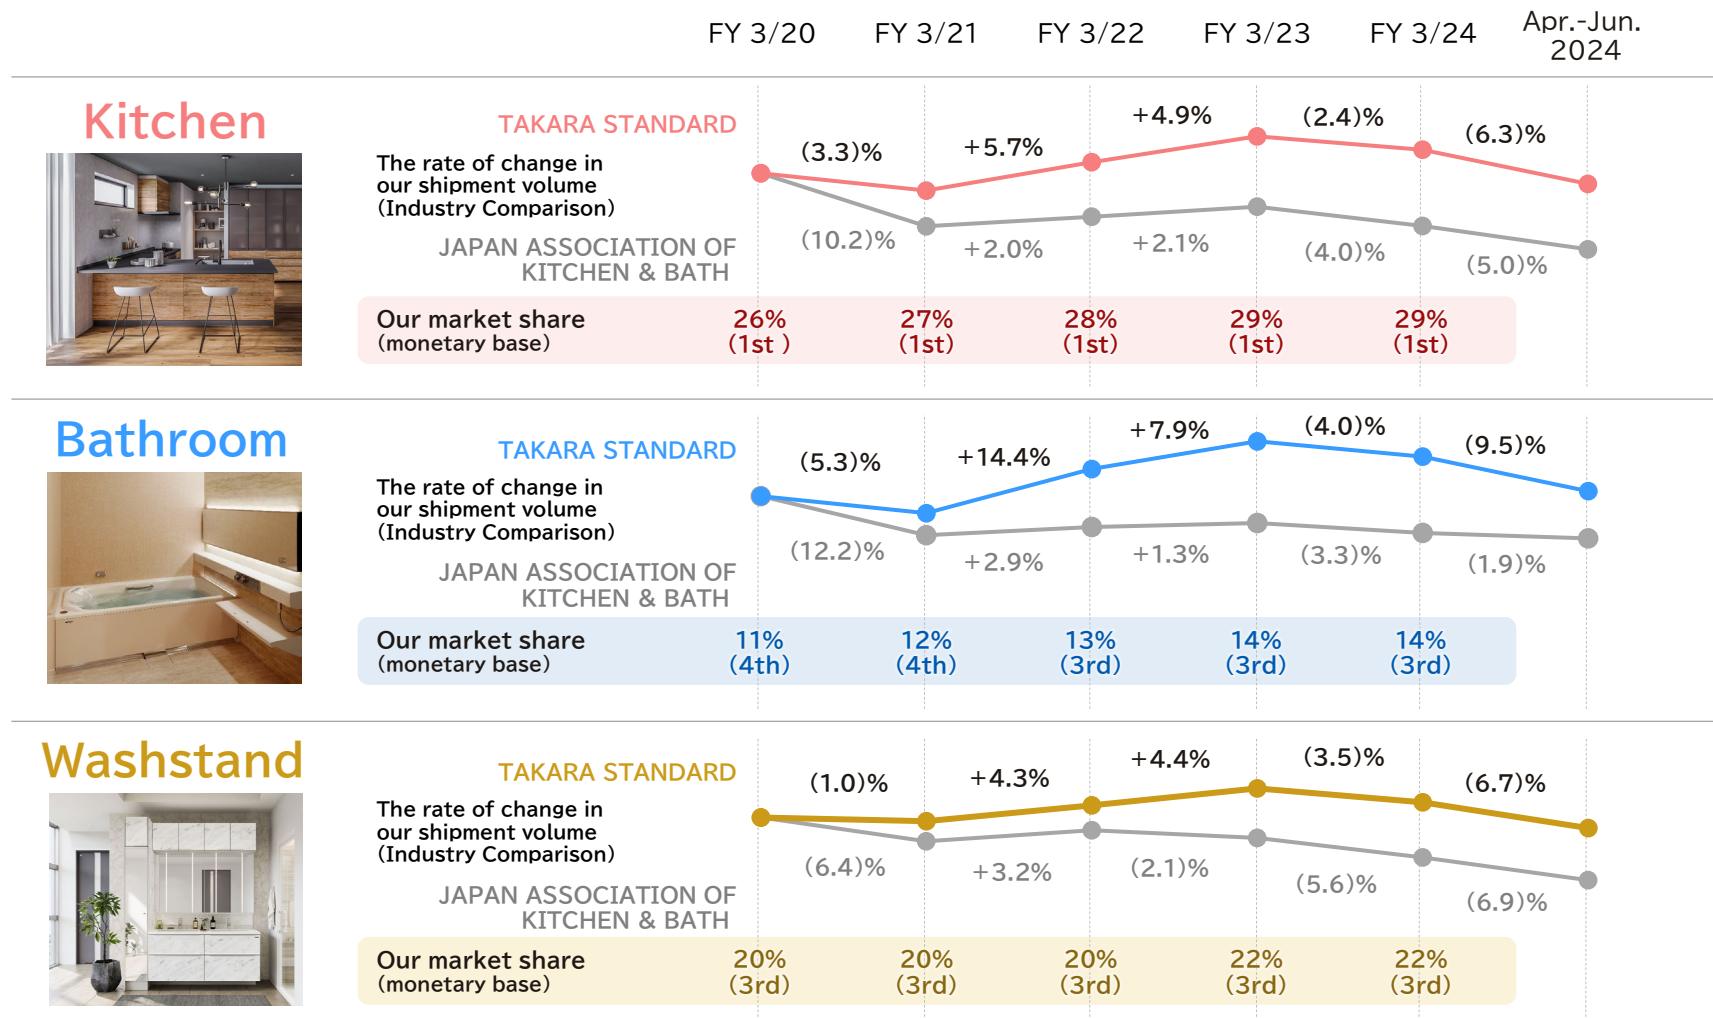 FY 3/20 FY 3/21 FY 3/22 FY 3/23 FY 3/24 Apr.-Jun. 2024
Kitchen
TAKARA STANDARD
The rate of change in
our shipment volume
(Industry Comparison)
JAPAN ASSOCIATION OF
KITCHEN & BATH
(3.3)% +5.7% +4.9% (2.4)% (6.3)%
(10.2)% +2.0% +2.1% (4.0)% (5.0)%
Our market share
(monetary base)
26% 27% 28% 29% 29%
(1st ) (1st) (1st) (1st) (1st)
Bathroom
TAKARA STANDARD
The rate of change in
our shipment volume
(Industry Comparison)
JAPAN ASSOCIATION OF
KITCHEN & BATH
(5.3)% +14.4% +7.9% (4.0)% (9.5)%
(12.2)% +2.9% +1.3% (3.3)% (1.9)%
Our market share
(monetary base)
11% 12% 13% 14% 14%
(4th) (4th) (3rd) (3rd) (3rd)
Washstand
TAKARA STANDARD
The rate of change in
our shipment volume
(Industry Comparison)
JAPAN ASSOCIATION OF
KITCHEN & BATH
(1.0)% +4.3% +4.4% (3.5)% (6.7)%
(6.4)% +3.2% (2.1)% (5.6)% (6.9)%
Our market share
(monetary base)
20% 20% 20% 22% 22%
(3rd) (3rd) (3rd) (3rd) (3rd)